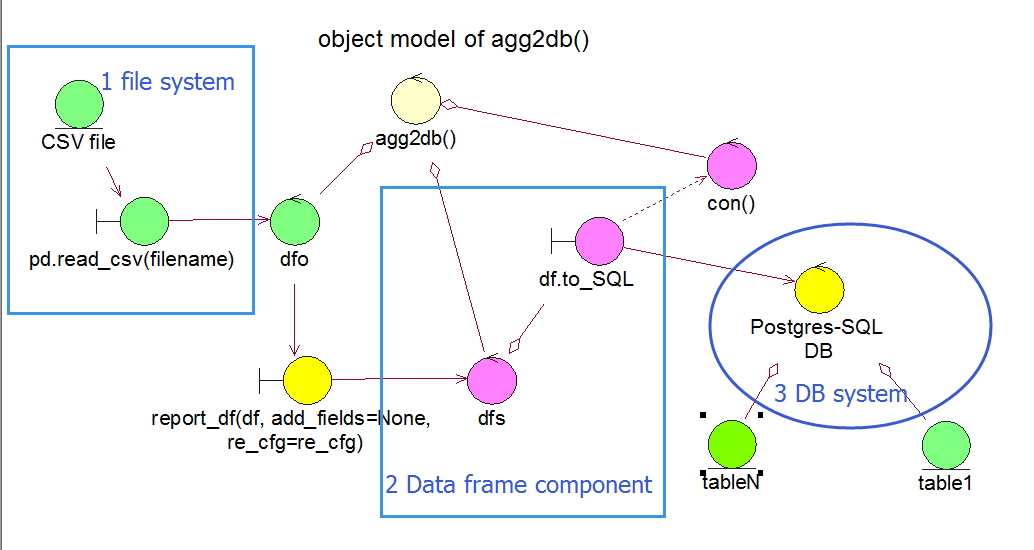 object model of agg2db()
1 file system
CSV file
agg2db()
con()
pd.read_csv(filename)
dfo
df.to_SQL
Postgres-SQL
DB
3 DB system
report_df(df, add_fields=None,
re_cfg=re_cfg)
dfs
2 Data frame component
tableN
table1